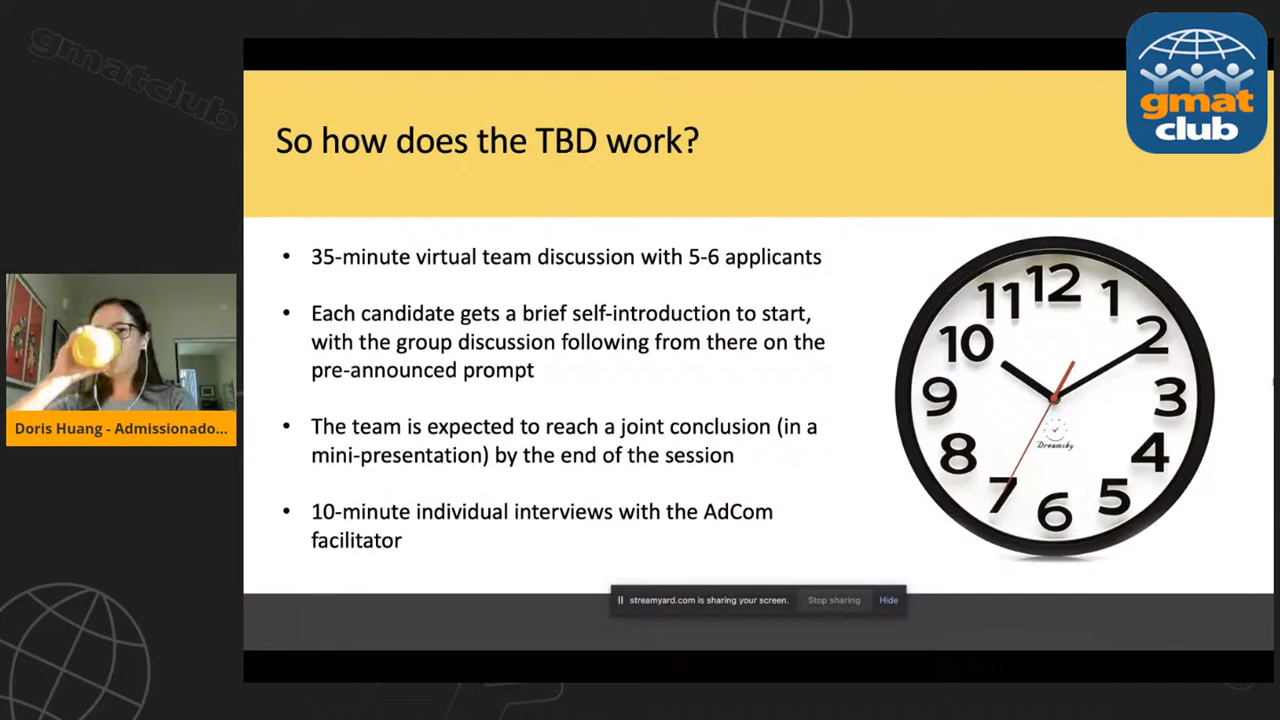 gmatclub
gmat
club
So how does the TBD work?
• 35-minute virtual team discussion with 5-6 applicants
• Each candidate gets a brief self-introduction to start,
with the group discussion following from there on the
pre-announced prompt
• The team is expected to reach a joint conclusion (in a
mini-presentation) by the end of the session
• 10-minute individual interviews with the AdCom
facilitator
12
1
2
3
4
5
6
7
8
9
10
11
Dreamsky
Doris Huang - Admissionado...
streamyard.com is sharing your screen.
Stop sharing
Hide